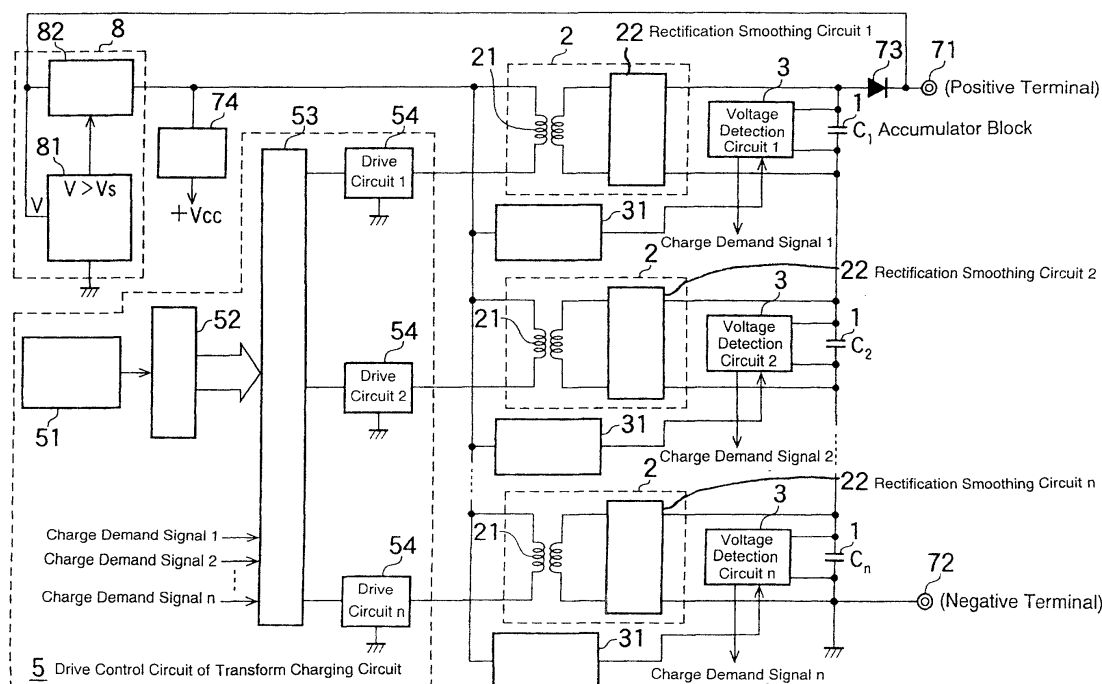 82
8
22 Rectification Smoothing Circuit 1
2
21
73
71
(Positive Terminal)
3
Voltage
Detection
Circuit 1
1
C1 Accumulator Block
74
53
54
81
V > Vs
V
+Vcc
Drive
Circuit 1
31
Charge Demand Signal 1
2
22 Rectification Smoothing Circuit 2
3
21
Voltage
Detection
Circuit 2
1
C2
52
54
Drive
Circuit 2
51
31
Charge Demand Signal 2
2
22 Rectification Smoothing Circuit n
3
21
Voltage
Detection
Circuit n
1
Cn
72
(Negative Terminal)
Charge Demand Signal 1
Charge Demand Signal 2
Charge Demand Signal n
54
Drive
Circuit n
31
5 Drive Control Circuit of Transform Charging Circuit
Charge Demand Signal n